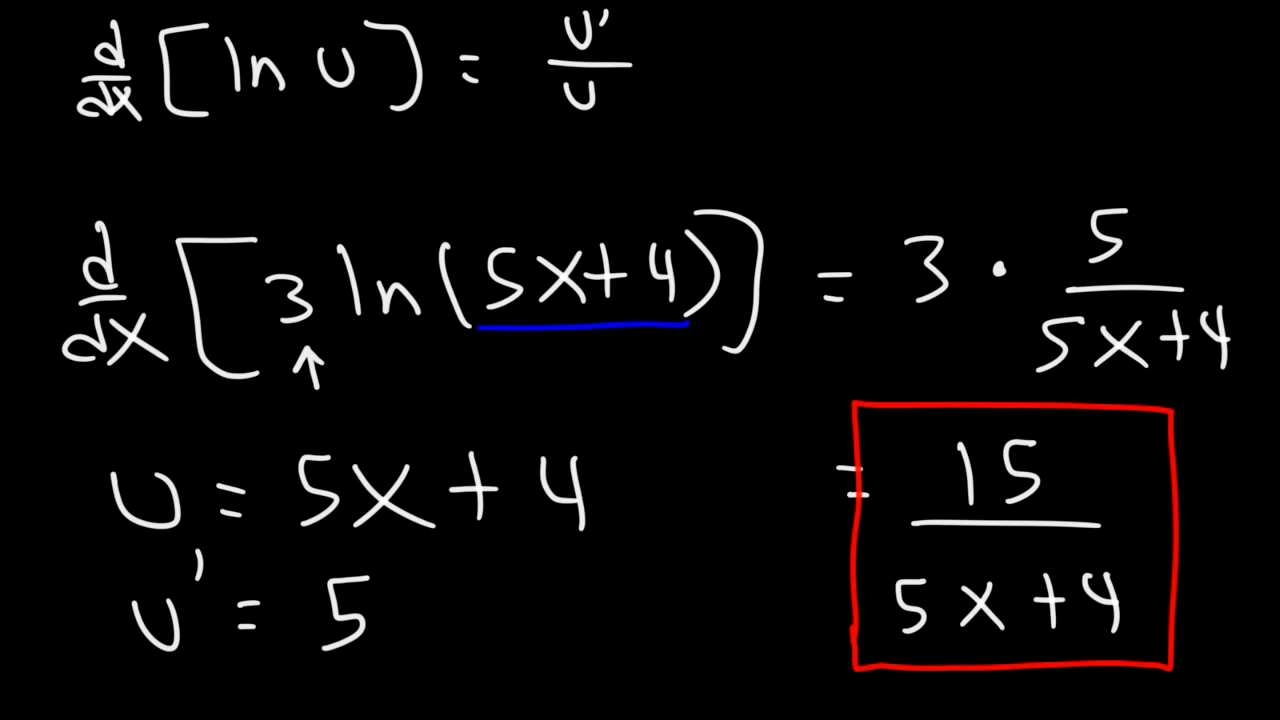 d/dx [ln u] = u'/u
d/dx [3 ln(5x+4)] = 3 · 5/(5x+4)
↑
u = 5x + 4
= 15/(5x+4)
u' = 5